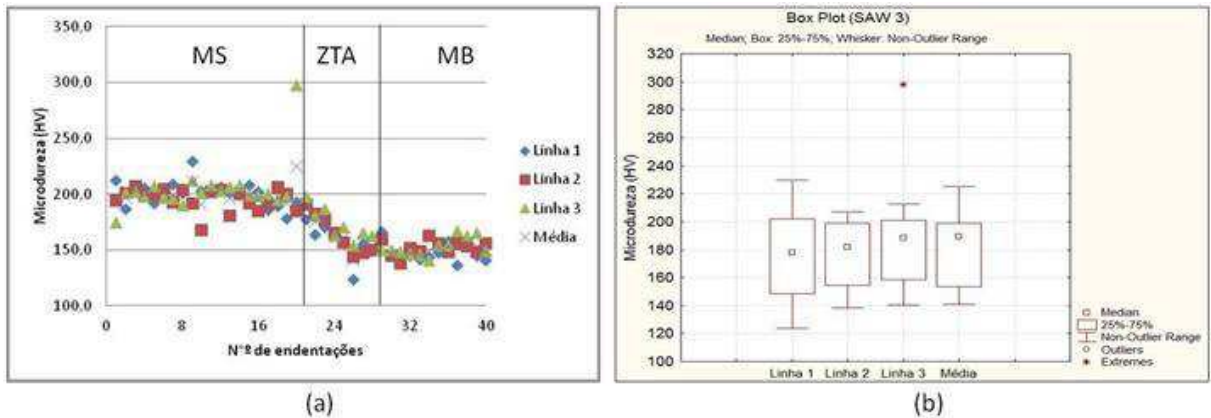 200,0
180,0
300,0
250,0
200,0
150,0
100,0
Microdureza (HV)
MS
ZTA
MB
0
8
16
24
32
40
N°º de endentações
Linha 1
Linha 2
Linha 3
Média
(a)
Box Plot (SAW 3)
Median; Box: 25%-75%; Whisker: Non-Outlier Range
320
300
280
260
240
220
200
180
160
140
120
100
Microdureza (HV)
Linha 1
Linha 2
Linha 3
Média
Median
25%-75%
Non-Outlier Range
Outliers
Extremes
(b)